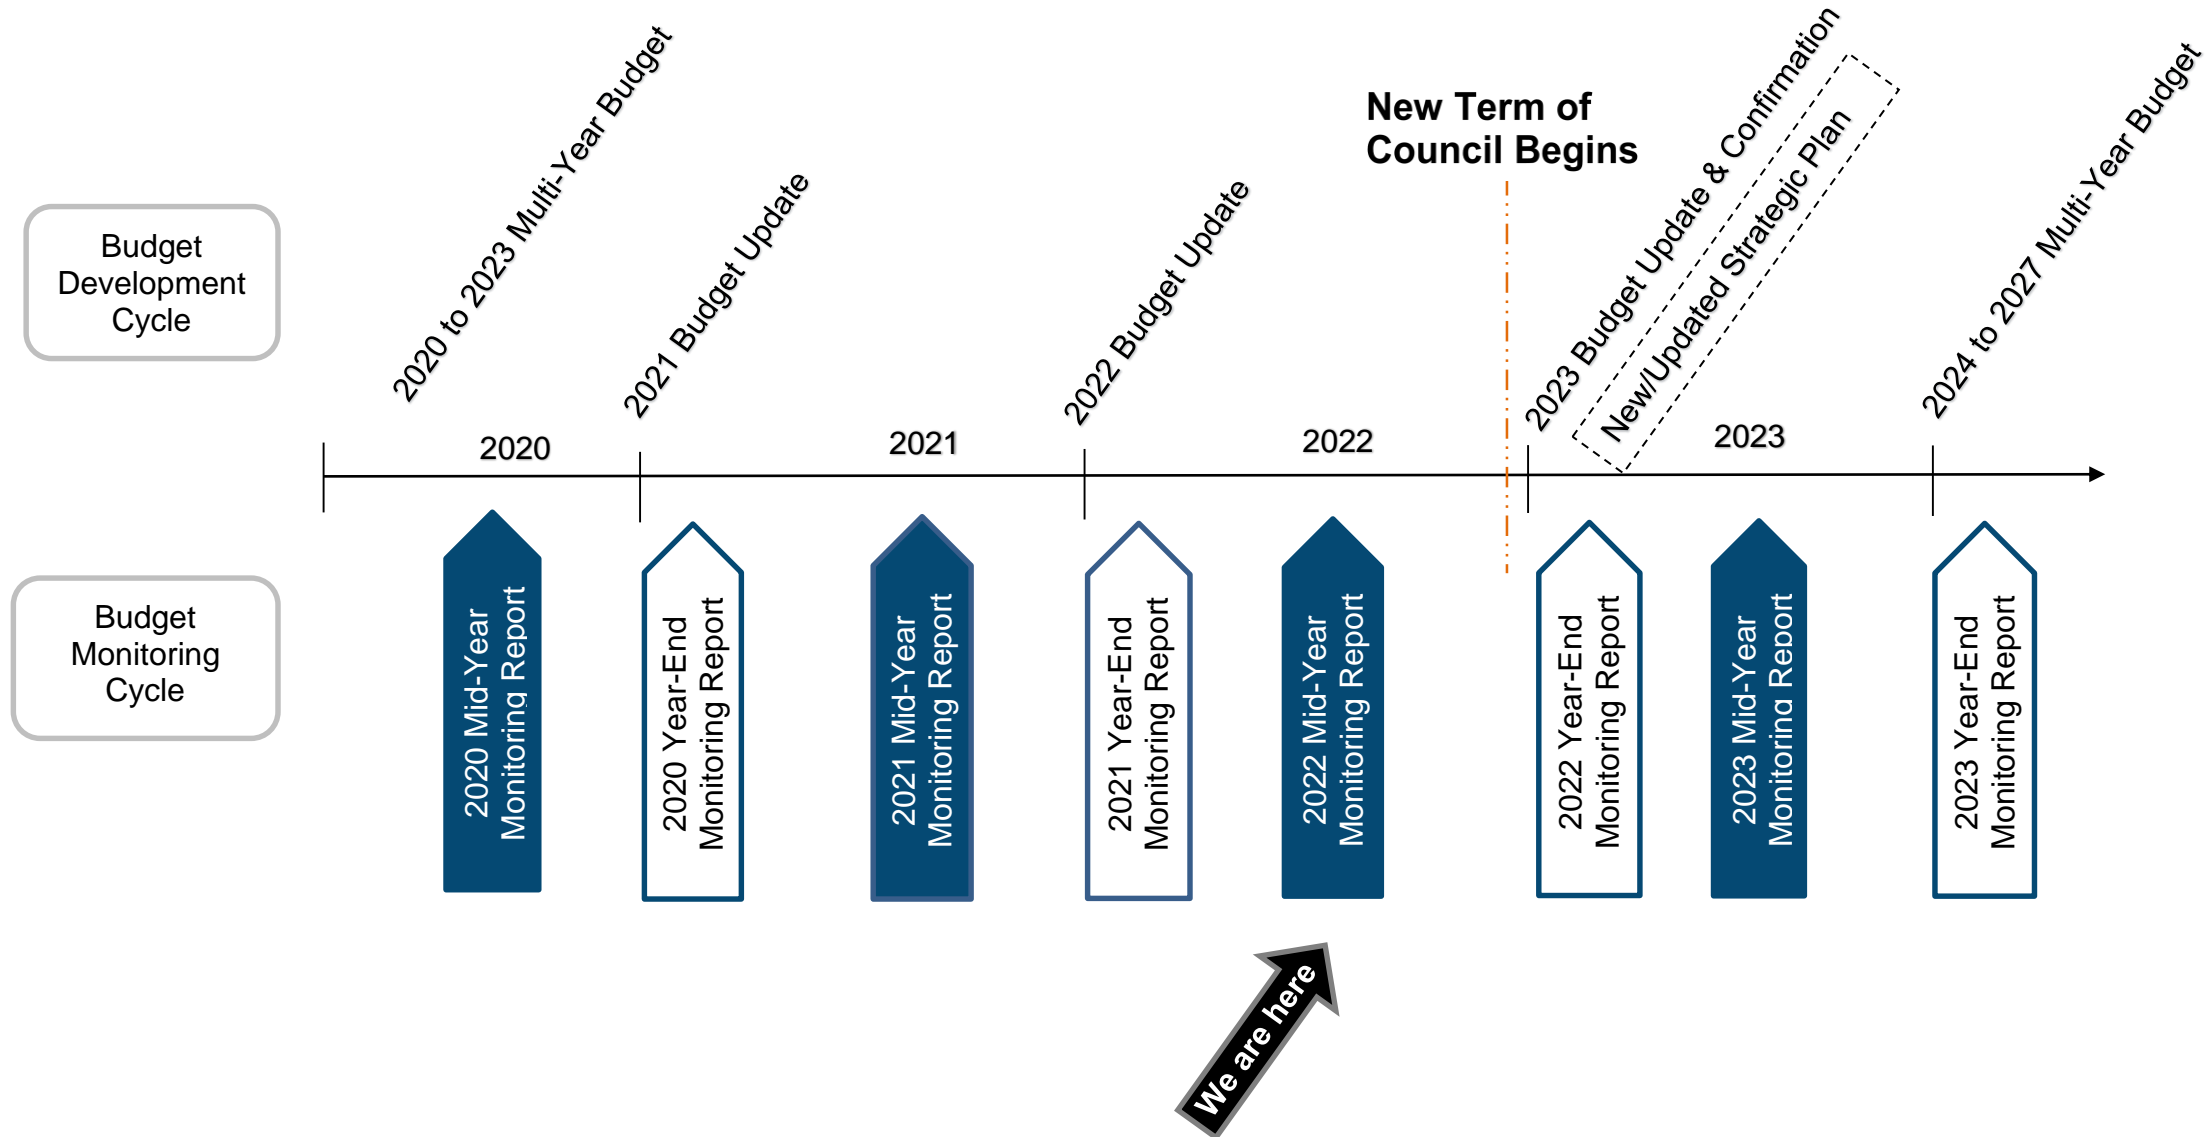 2020 to 2023 Multi-Year Budget
2021 Budget Update
2022 Budget Update
New Term of
Council Begins
2023 Budget Update & Confirmation
New/Updated Strategic Plan
2024 to 2027 Multi-Year Budget
Budget
Development
Cycle
2020
2021
2022
2023
Budget
Monitoring
Cycle
2020 Mid-Year
Monitoring Report
2020 Year-End
Monitoring Report
2021 Mid-Year
Monitoring Report
2021 Year-End
Monitoring Report
2022 Mid-Year
Monitoring Report
2022 Year-End
Monitoring Report
2023 Mid-Year
Monitoring Report
2023 Year-End
Monitoring Report
We are here